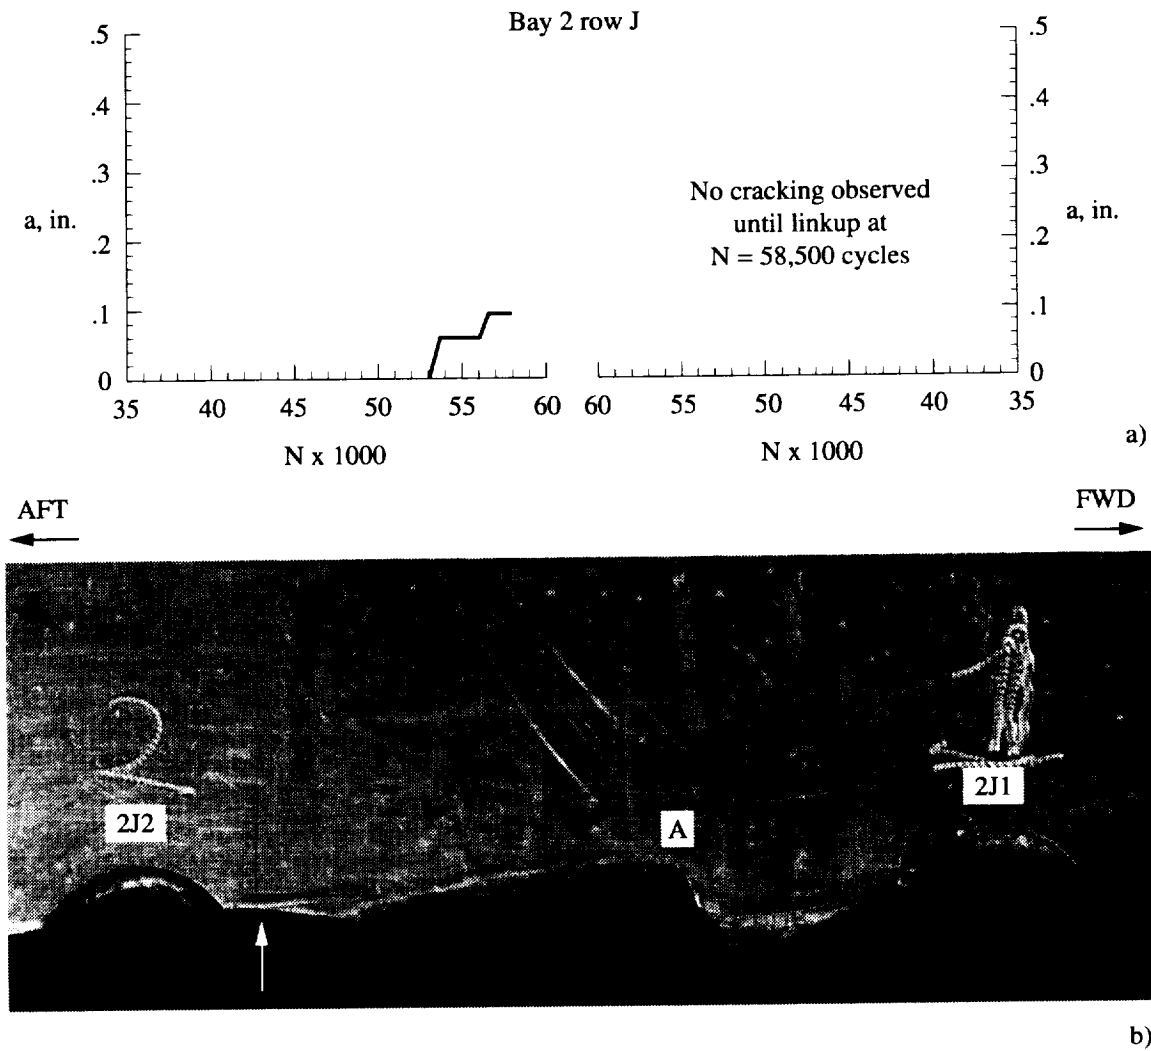 Bay 2 row J
.5
.4
.3
a, in.
.2
.1
0
35 40 45 50 55 60
N x 1000
No cracking observed
until linkup at
N = 58,500 cycles
.5
.4
.3
a, in.
.2
.1
0
60 55 50 45 40 35
N x 1000
a)
AFT
FWD
2
1
2J2
A
2J1
b)